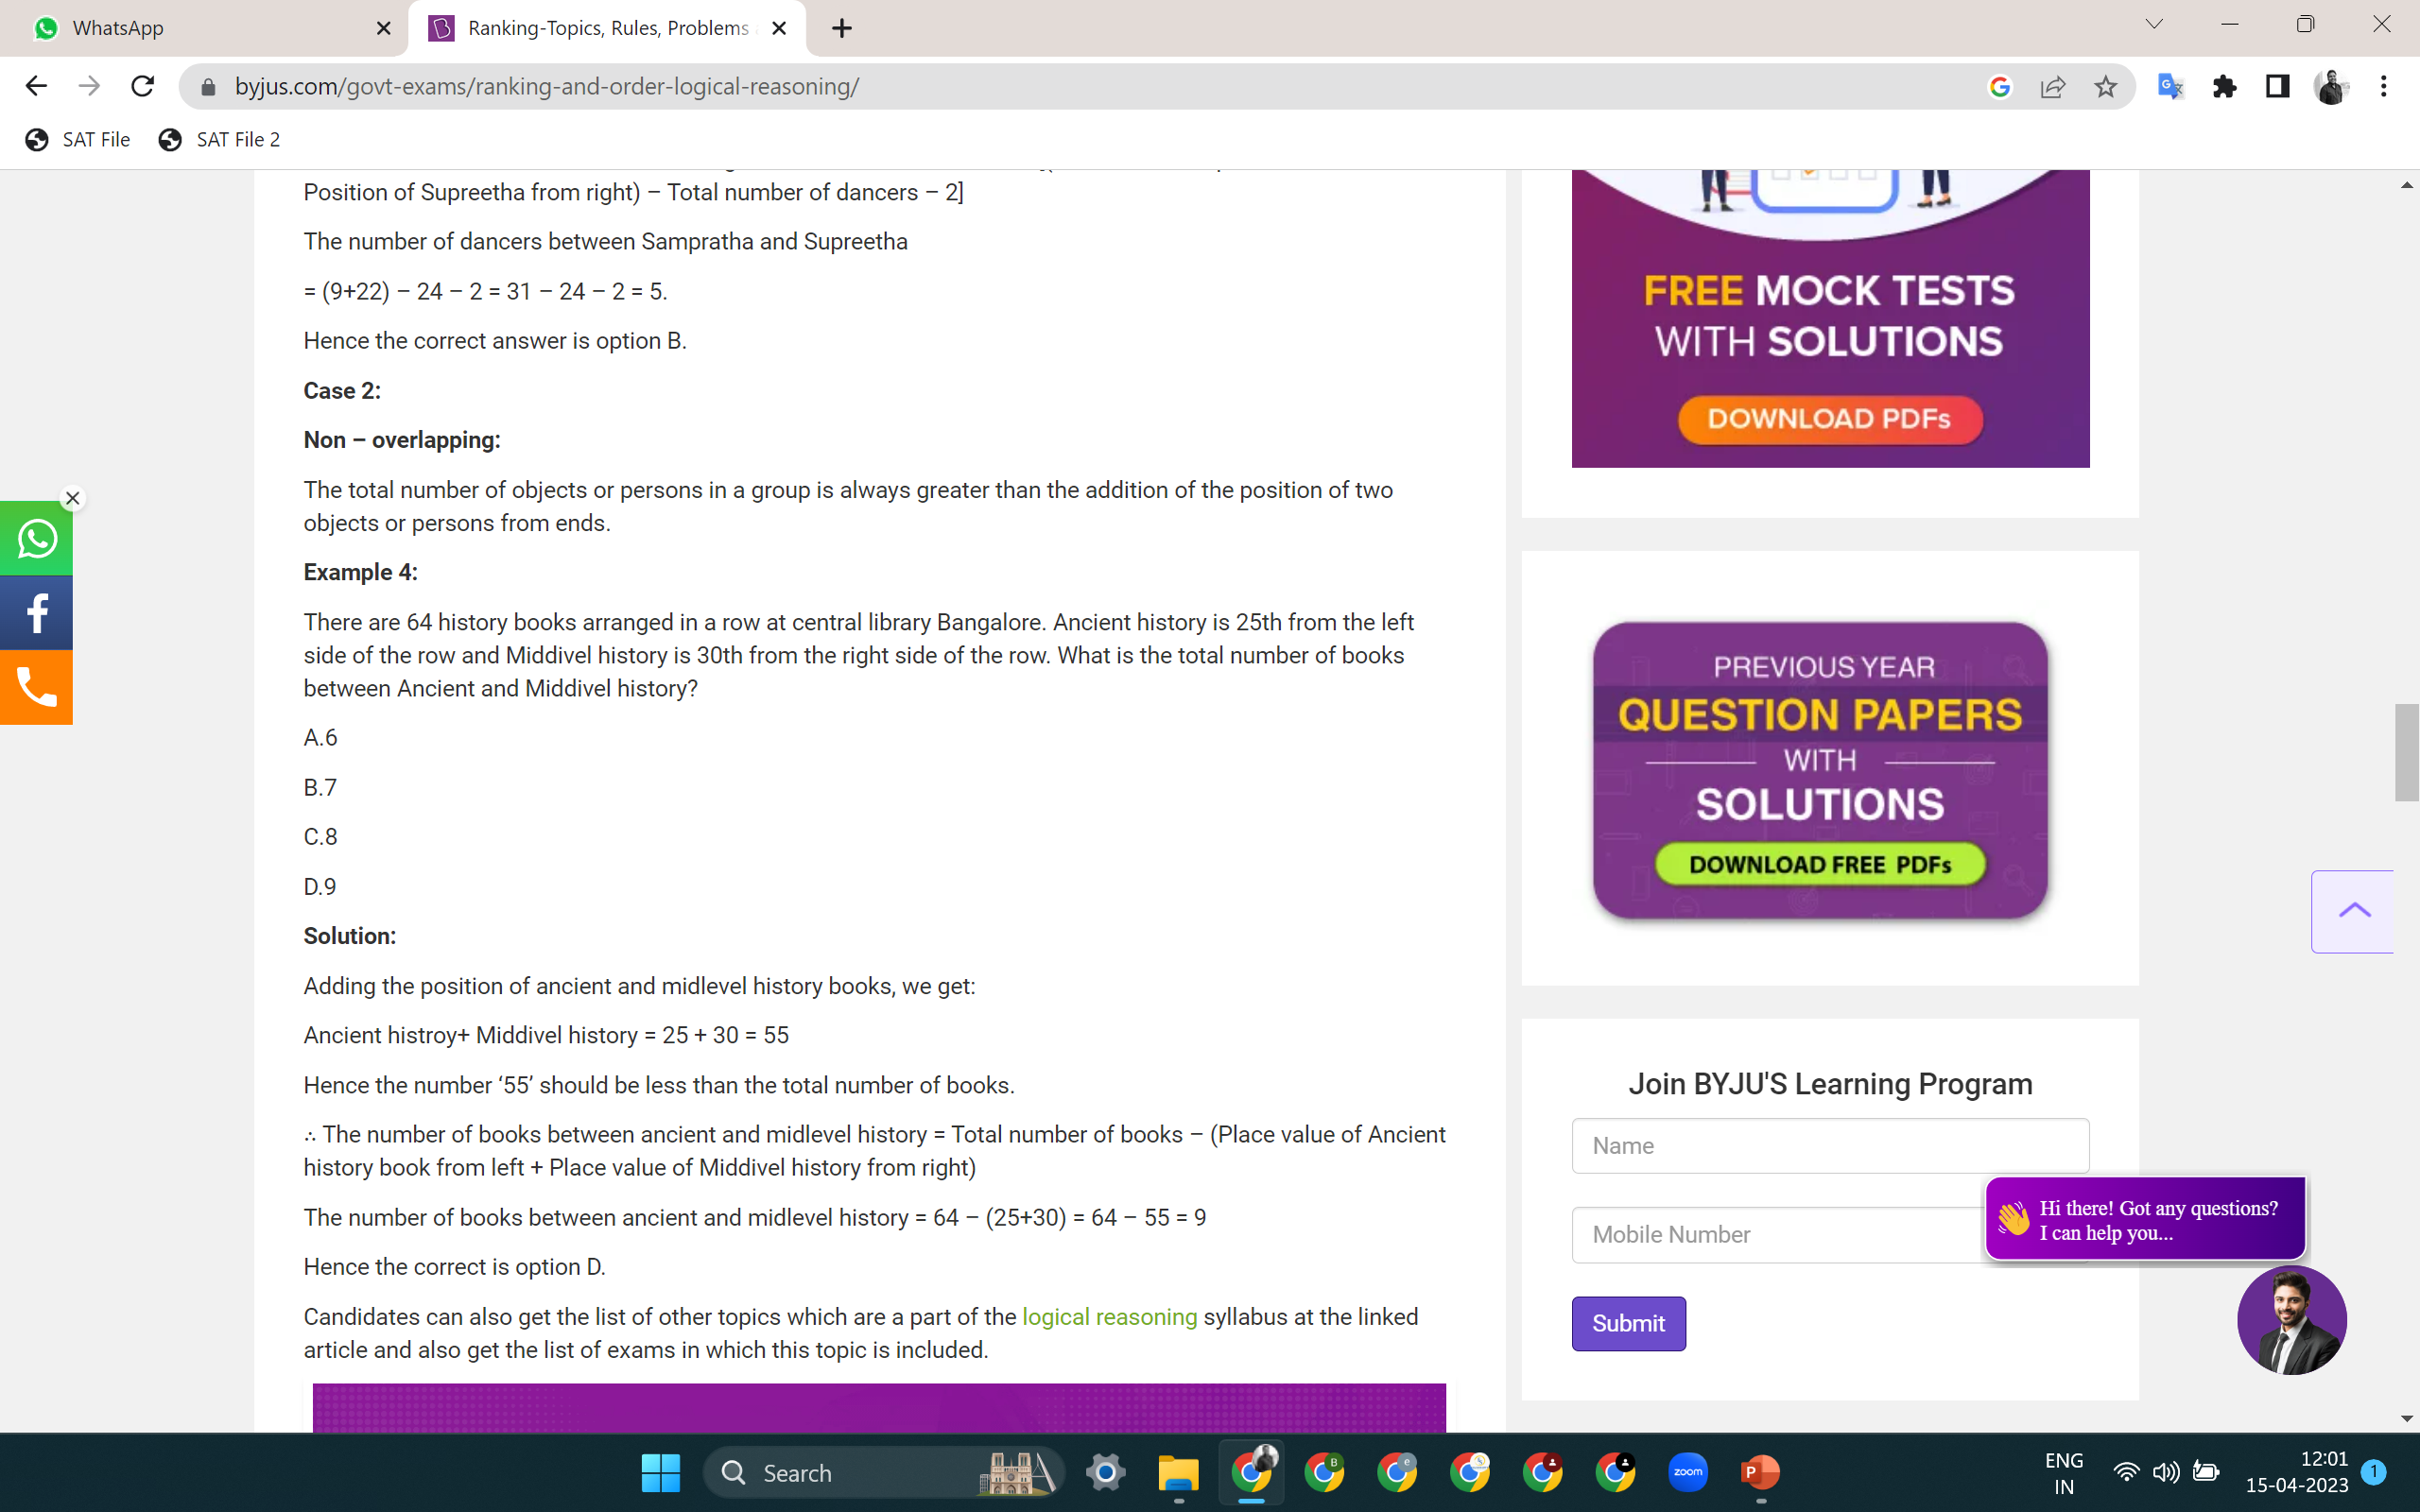 WhatsApp
Ranking-Topics, Rules, Problems
byjus.com/govt-exams/ranking-and-order-logical-reasoning/
SAT File
SAT File 2
Position of Supreetha from right) – Total number of dancers – 2]
The number of dancers between Sampratha and Supreetha
= (9+22) – 24 – 2 = 31 – 24 – 2 = 5.
Hence the correct answer is option B.
Case 2:
Non – overlapping:
The total number of objects or persons in a group is always greater than the addition of the position of two
objects or persons from ends.
Example 4:
There are 64 history books arranged in a row at central library Bangalore. Ancient history is 25th from the left
side of the row and Middivel history is 30th from the right side of the row. What is the total number of books
between Ancient and Middivel history?
A.6
B.7
C.8
D.9
Solution:
Adding the position of ancient and midlevel history books, we get:
Ancient histroy+ Middivel history = 25 + 30 = 55
Hence the number ‘55’ should be less than the total number of books.
∴ The number of books between ancient and midlevel history = Total number of books – (Place value of Ancient
history book from left + Place value of Middivel history from right)
The number of books between ancient and midlevel history = 64 – (25+30) = 64 – 55 = 9
Hence the correct is option D.
Candidates can also get the list of other topics which are a part of the logical reasoning syllabus at the linked
article and also get the list of exams in which this topic is included.
FREE MOCK TESTS
WITH SOLUTIONS
DOWNLOAD PDFs
PREVIOUS YEAR
QUESTION PAPERS
WITH
SOLUTIONS
DOWNLOAD FREE PDFs
Join BYJU'S Learning Program
Name
Mobile Number
Submit
Hi there! Got any questions?
I can help you...
Search
zoom
ENG
IN
12:01
15-04-2023
1